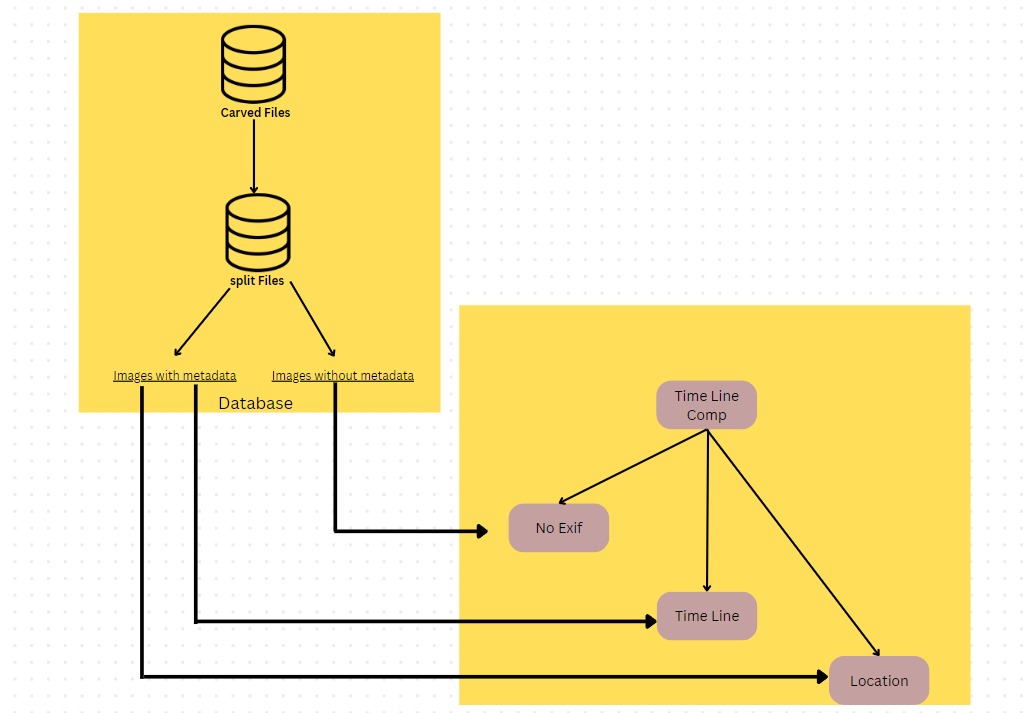 Carved Files
split Files
Images with metadata
Images without metadata
Database
Time Line
Comp
No Exif
Time Line
Location